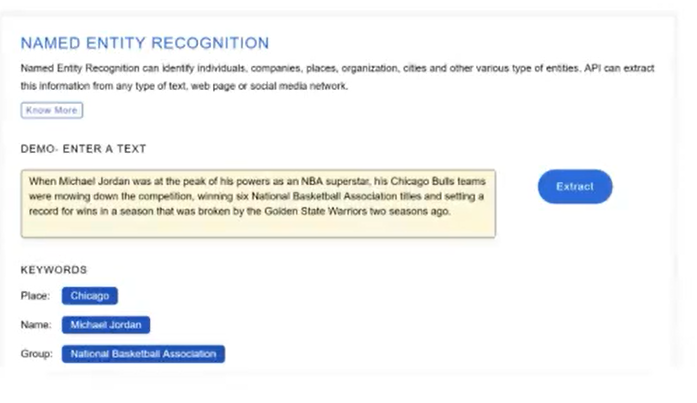 NAMED ENTITY RECOGNITION
Named Entity Recognition can identify individuals, companies, places, organization, cities and other various type of entities. API can extract
this information from any type of text, web page or social media network.
Know More
DEMO- ENTER A TEXT
When Michael Jordan was at the peak of his powers as an NBA superstar, his Chicago Bulls teams
were mowing down the competition, winning six National Basketball Association titles and setting a
record for wins in a season that was broken by the Golden State Warriors two seasons ago.
Extract
KEYWORDS
Place: Chicago
Name: Michael Jordan
Group: National Basketball Association